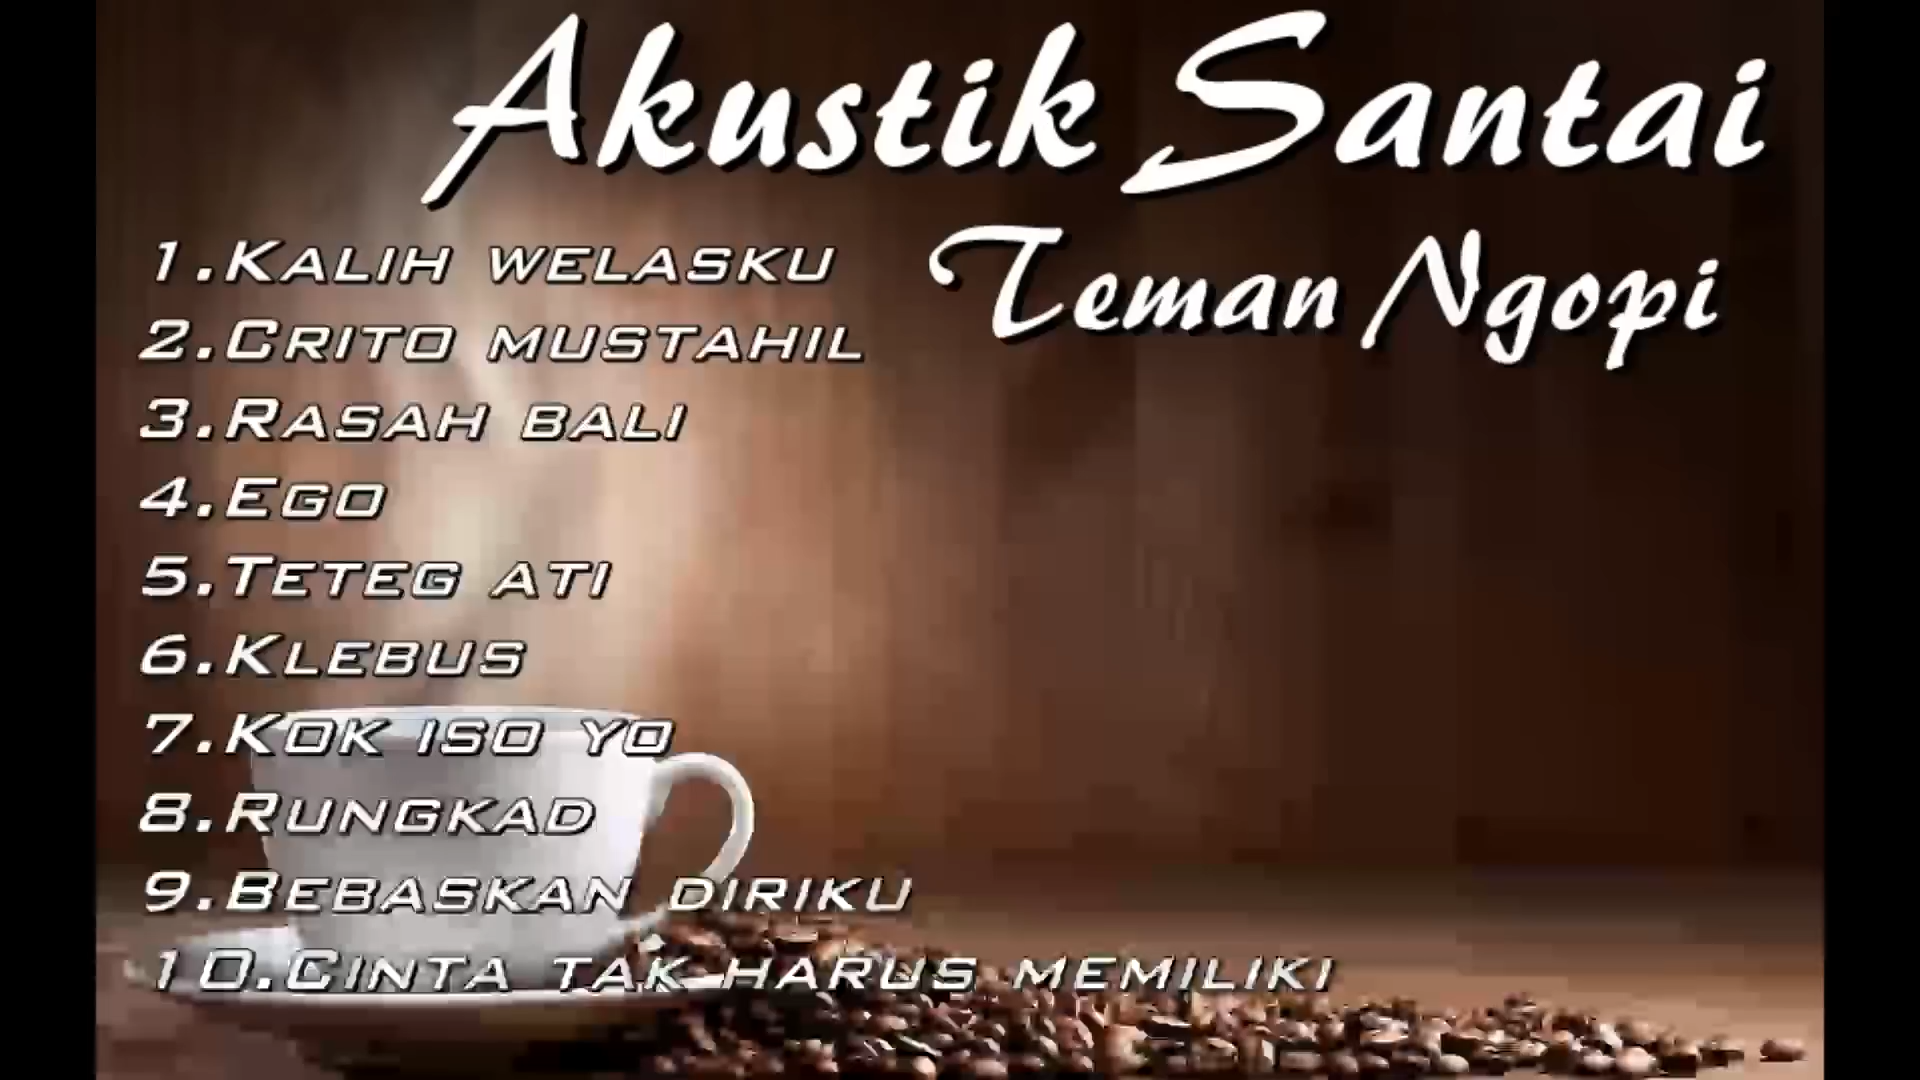 Akustik Santai
Teman Ngopi
1.Kalih welasku
2.Crito mustahil
3.Rasah bali
4.Ego
5.Teteg ati
6.Klebus
7.Kok iso yo
8.Rungkad
9.Bebaskan diriku
10.Cinta tak harus memiliki